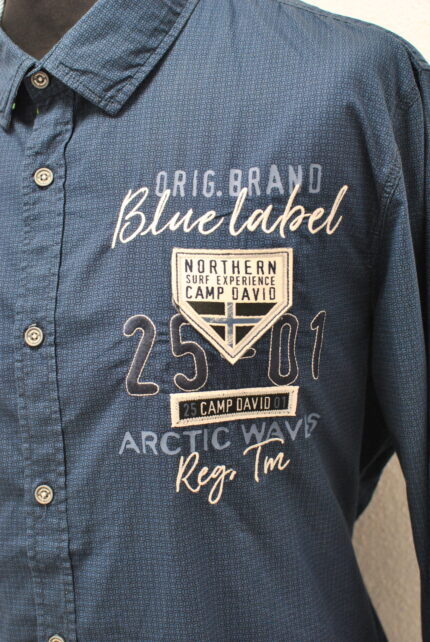 ORIG. BRAND
Blue label
NORTHERN
SURF EXPERIENCE
CAMP DAVID
25-01
25 CAMP DAVID 01
ARCTIC WAVES
Reg. Tm